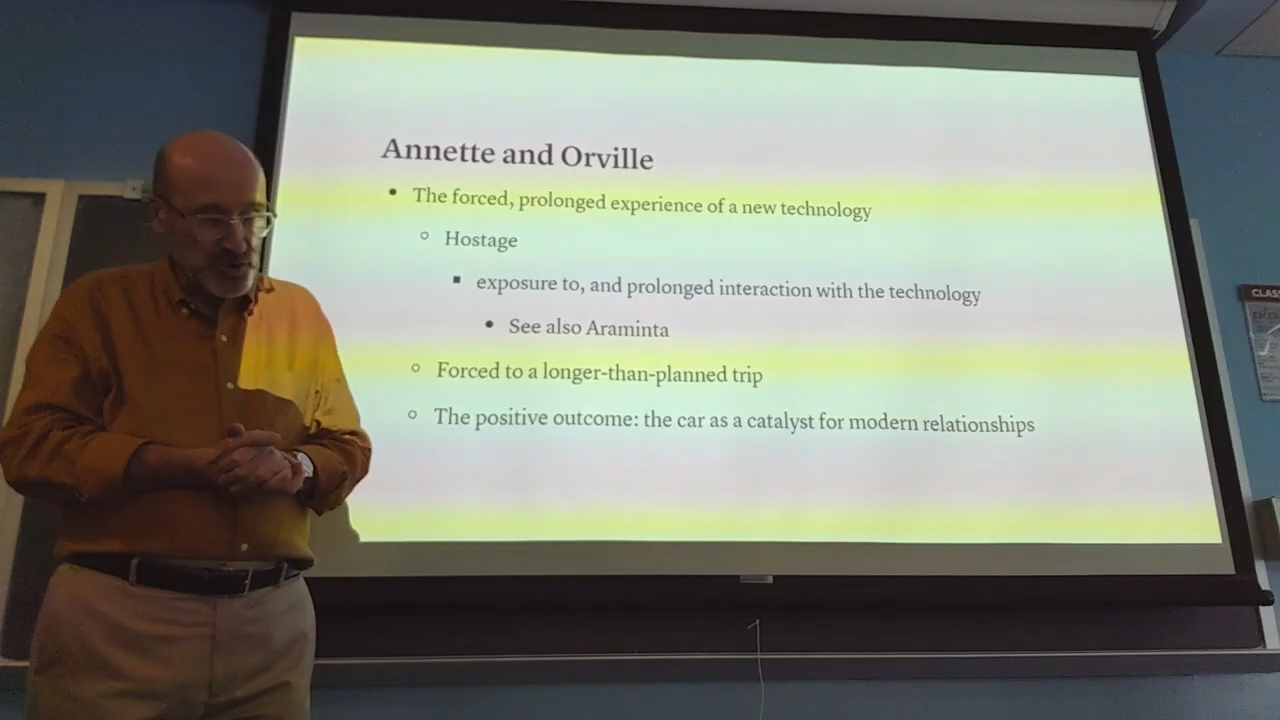 Annette and Orville
The forced, prolonged experience of a new technology
Hostage
exposure to, and prolonged interaction with the technology
See also Araminta
Forced to a longer-than-planned trip
The positive outcome: the car as a catalyst for modern relationships